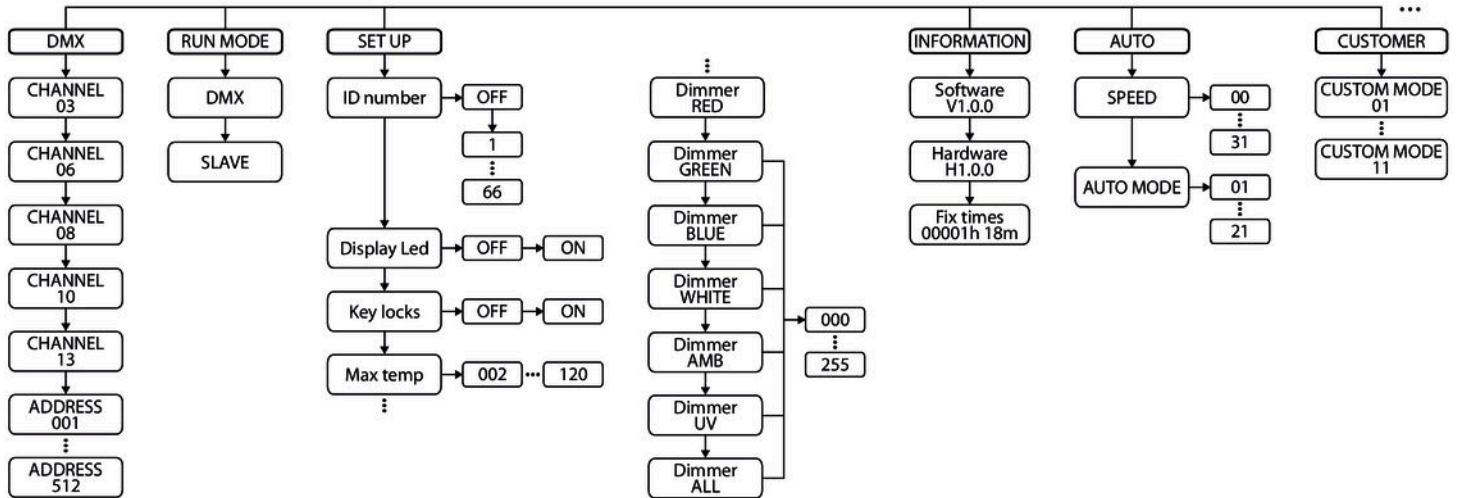 DMX
CHANNEL
03
CHANNEL
06
CHANNEL
08
CHANNEL
10
CHANNEL
13
ADDRESS
001
ADDRESS
512
RUN MODE
DMX
SLAVE
SET UP
ID number
OFF
1
66
Display Led
OFF
ON
Key locks
OFF
ON
Max temp
002
120
Dimmer
RED
Dimmer
GREEN
Dimmer
BLUE
Dimmer
WHITE
Dimmer
AMB
Dimmer
UV
Dimmer
ALL
000
255
INFORMATION
Software
V1.0.0
Hardware
H1.0.0
Fix times
00001h 18m
AUTO
SPEED
00
31
AUTO MODE
01
21
CUSTOMER
CUSTOM MODE
01
CUSTOM MODE
11